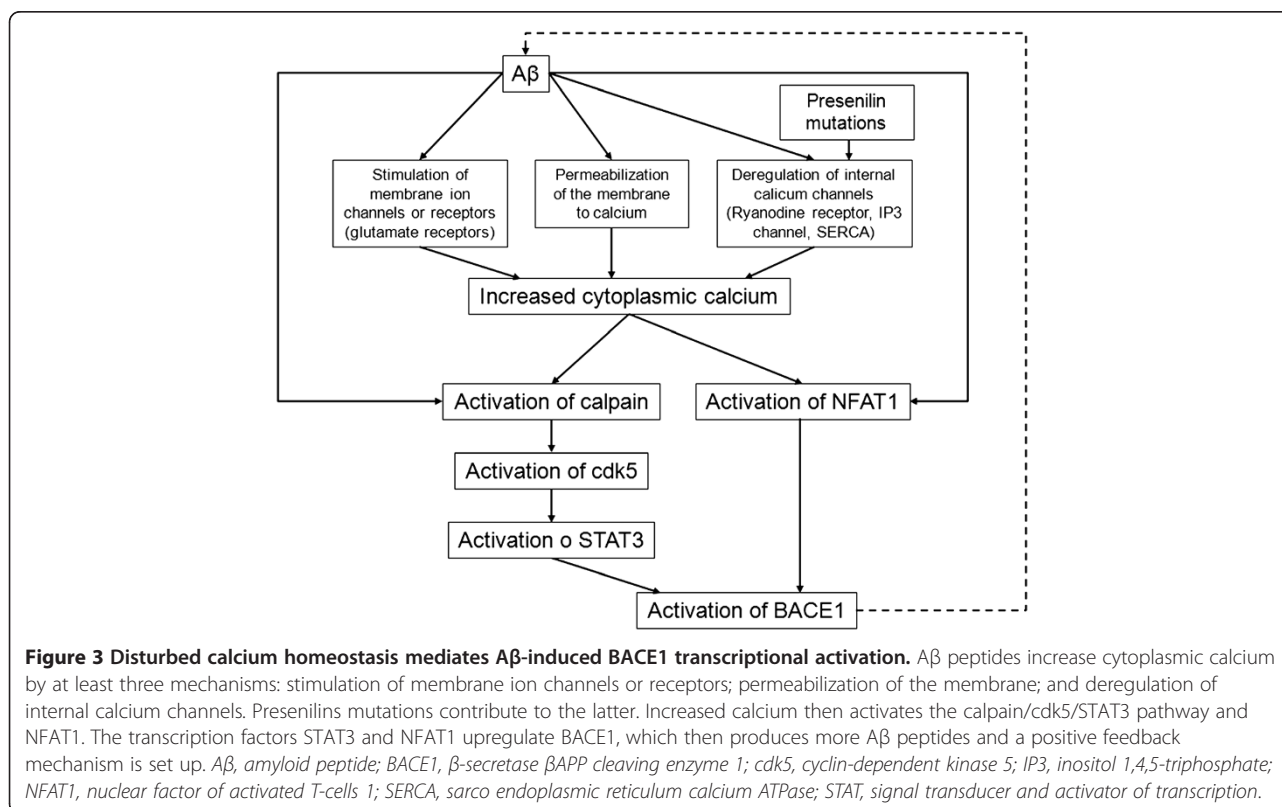 Aβ
Presenilin
mutations
Stimulation of
membrane ion
channels or receptors
(glutamate receptors)
Permeabilization
of the membrane
to calcium
Deregulation of internal
calicum channels
(Ryanodine receptor, IP3
channel, SERCA)
Increased cytoplasmic calcium
Activation of calpain
Activation of NFAT1
Activation of cdk5
Activation o STAT3
Activation of BACE1
Figure 3 Disturbed calcium homeostasis mediates Aβ-induced BACE1 transcriptional activation. Aβ peptides increase cytoplasmic calcium
by at least three mechanisms: stimulation of membrane ion channels or receptors; permeabilization of the membrane; and deregulation of
internal calcium channels. Presenilins mutations contribute to the latter. Increased calcium then activates the calpain/cdk5/STAT3 pathway and
NFAT1. The transcription factors STAT3 and NFAT1 upregulate BACE1, which then produces more Aβ peptides and a positive feedback
mechanism is set up. Aβ, amyloid peptide; BACE1, β-secretase βAPP cleaving enzyme 1; cdk5, cyclin-dependent kinase 5; IP3, inositol 1,4,5-triphosphate;
NFAT1, nuclear factor of activated T-cells 1; SERCA, sarco endoplasmic reticulum calcium ATPase; STAT, signal transducer and activator of transcription.